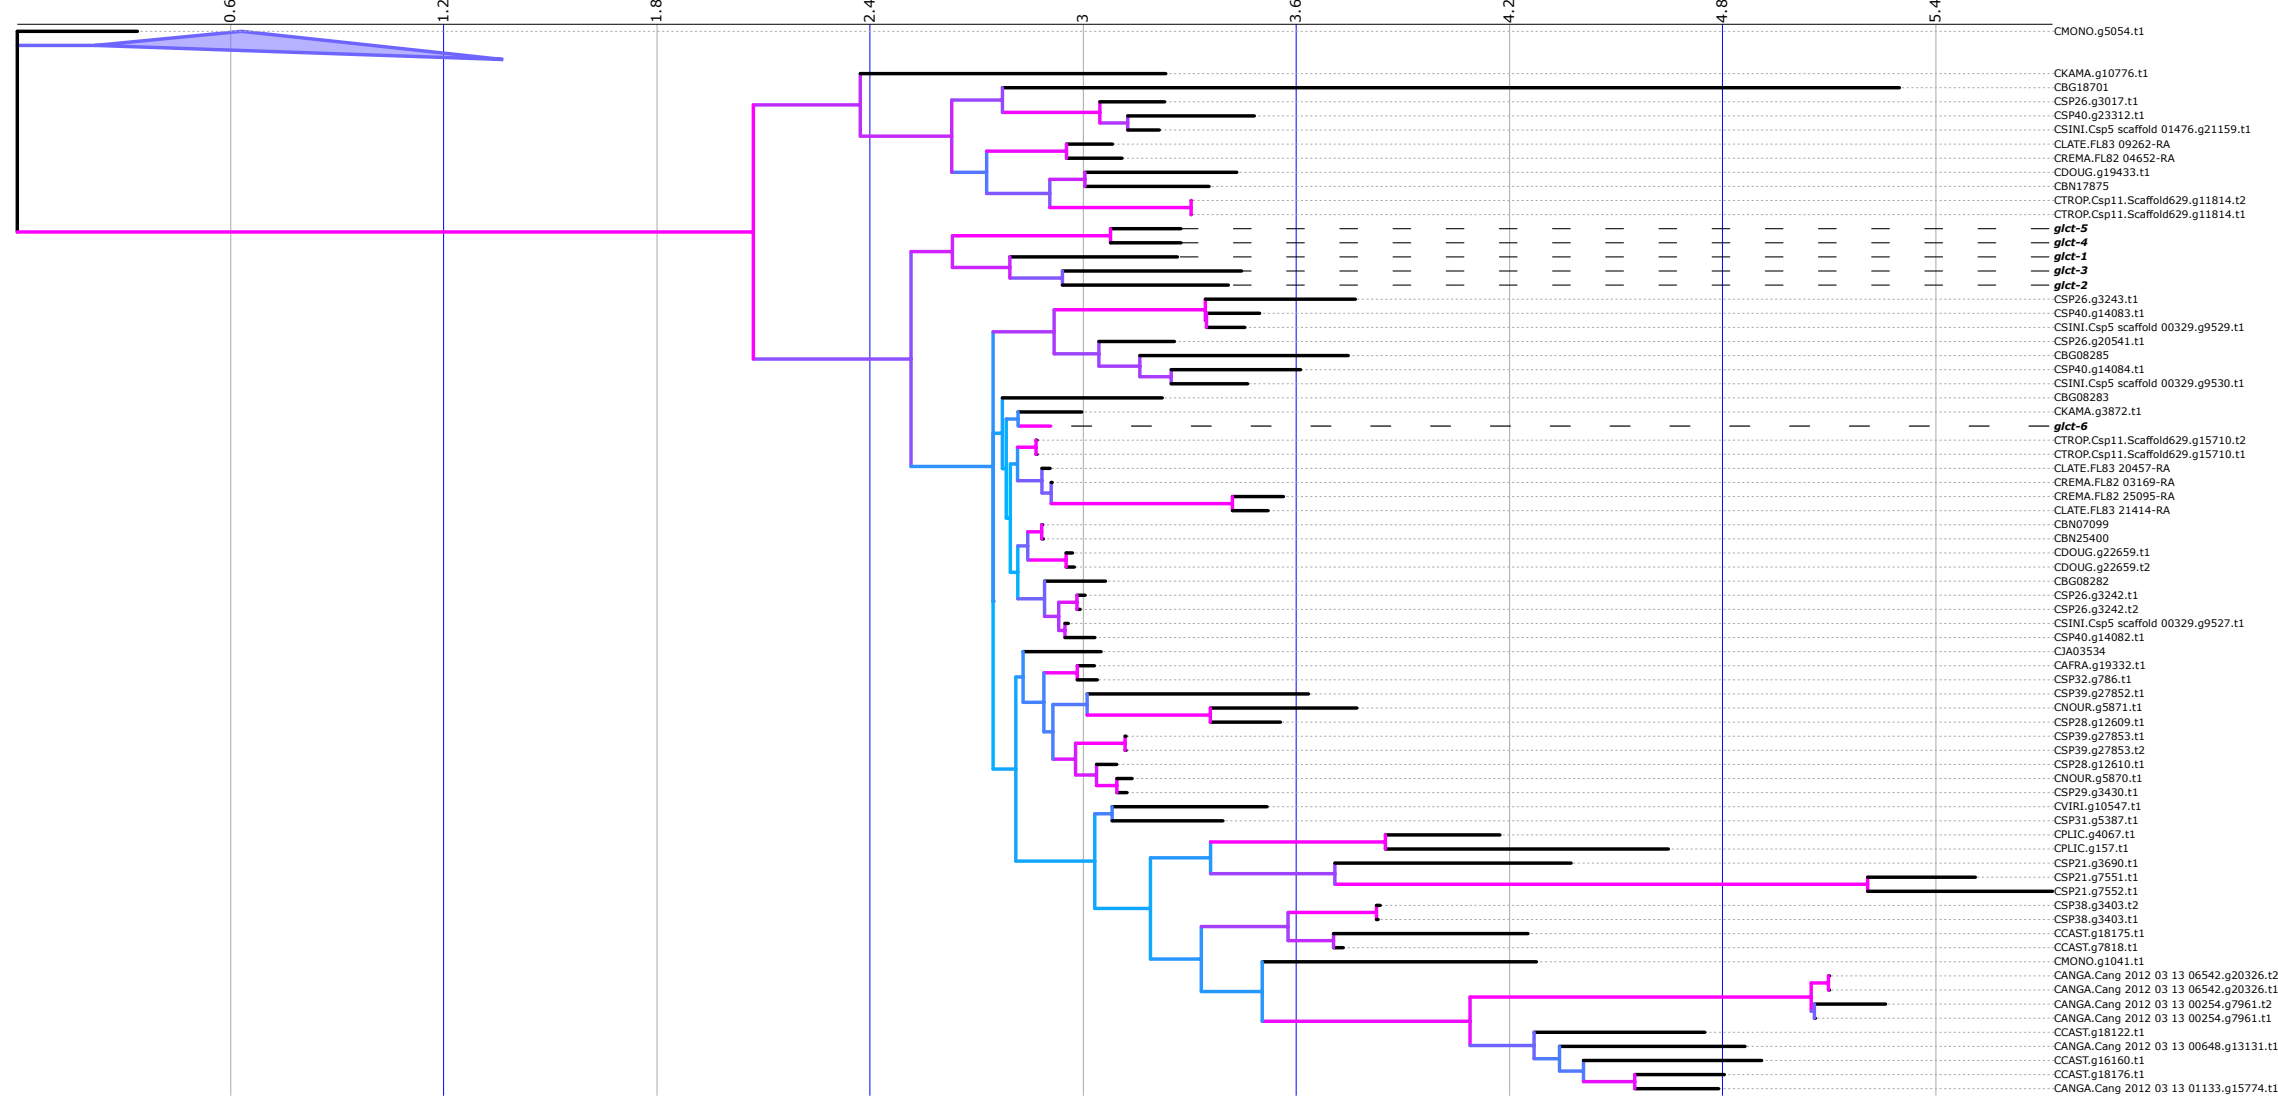 0.6 1.2 1.8 2.4 3 3.6 4.2 4.8 5.4
CMONO.g5054.t1
CKAMA.g10776.t1
CBG18701
CSP26.g3017.t1
CSP40.g23312.t1
CSINI.Csp5 scaffold 01476.g21159.t1
CLATE.FL83 09262-RA
CREMA.FL82 04652-RA
CDOUG.g19433.t1
CBN17875
CTROP.Csp11.Scaffold629.g11814.t2
CTROP.Csp11.Scaffold629.g11814.t1
glct-5
glct-4
glct-1
glct-3
glct-2
CSP26.g3243.t1
CSP40.g14083.t1
CSINI.Csp5 scaffold 00329.g9529.t1
CSP26.g20541.t1
CBG08285
CSP40.g14084.t1
CSINI.Csp5 scaffold 00329.g9530.t1
CBG08283
CKAMA.g3872.t1
glct-6
CTROP.Csp11.Scaffold629.g15710.t2
CTROP.Csp11.Scaffold629.g15710.t1
CLATE.FL83 20457-RA
CREMA.FL82 03169-RA
CREMA.FL82 25095-RA
CLATE.FL83 21414-RA
CBN07099
CBN25400
CDOUG.g22659.t1
CDOUG.g22659.t2
CBG08282
CSP26.g3242.t1
CSP26.g3242.t2
CSINI.Csp5 scaffold 00329.g9527.t1
CSP40.g14082.t1
CJA03534
CAFRA.g19332.t1
CSP32.g786.t1
CSP39.g27852.t1
CNOUR.g5871.t1
CSP28.g12609.t1
CSP39.g27853.t1
CSP39.g27853.t2
CSP28.g12610.t1
CNOUR.g5870.t1
CSP29.g3430.t1
CVIRI.g10547.t1
CSP31.g5387.t1
CPLIC.g4067.t1
CPLIC.g157.t1
CSP21.g3690.t1
CSP21.g7551.t1
CSP21.g7552.t1
CSP38.g3403.t2
CSP38.g3403.t1
CCAST.g18175.t1
CCAST.g7818.t1
CMONO.g1041.t1
CANGA.Cang 2012 03 13 06542.g20326.t2
CANGA.Cang 2012 03 13 06542.g20326.t1
CANGA.Cang 2012 03 13 00254.g7961.t2
CANGA.Cang 2012 03 13 00254.g7961.t1
CCAST.g18122.t1
CANGA.Cang 2012 03 13 00648.g13131.t1
CCAST.g16160.t1
CCAST.g18176.t1
CANGA.Cang 2012 03 13 01133.g15774.t1